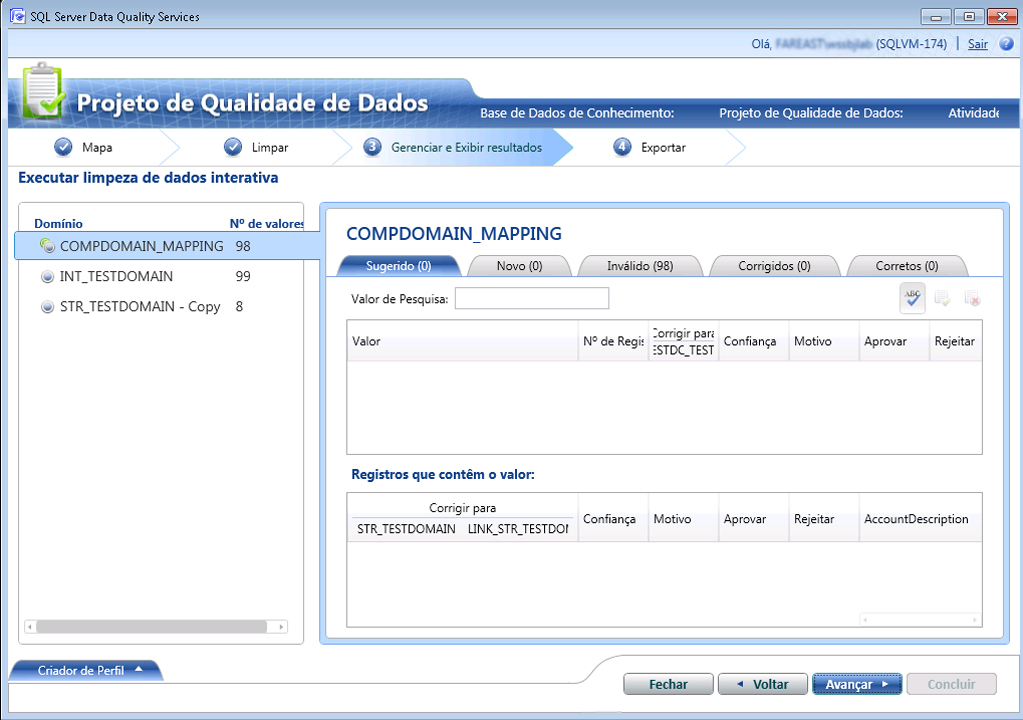 SQL Server Data Quality Services
Olá, (SQLVM-174) | Sair
Projeto de Qualidade de Dados
Base de Dados de Conhecimento: Projeto de Qualidade de Dados: Atividade
Mapa Limpar 3 Gerenciar e Exibir resultados 4 Exportar
Executar limpeza de dados interativa
Domínio Nº de valores
COMPDOMAIN_MAPPING 98
INT_TESTDOMAIN 99
STR_TESTDOMAIN - Copy 8
COMPDOMAIN_MAPPING
Sugerido (0) Novo (0) Inválido (98) Corrigidos (0) Corretos (0)
Valor de Pesquisa:
ABC
Valor Nº de Regis Corrigir para Confiança Motivo Aprovar Rejeitar
ESTDC_TEST
Registros que contêm o valor:
Corrigir para Confiança Motivo Aprovar Rejeitar AccountDescription
STR_TESTDOMAIN LINK_STR_TESTDOM
Criador de Perfil
Fechar Voltar Avançar Concluir